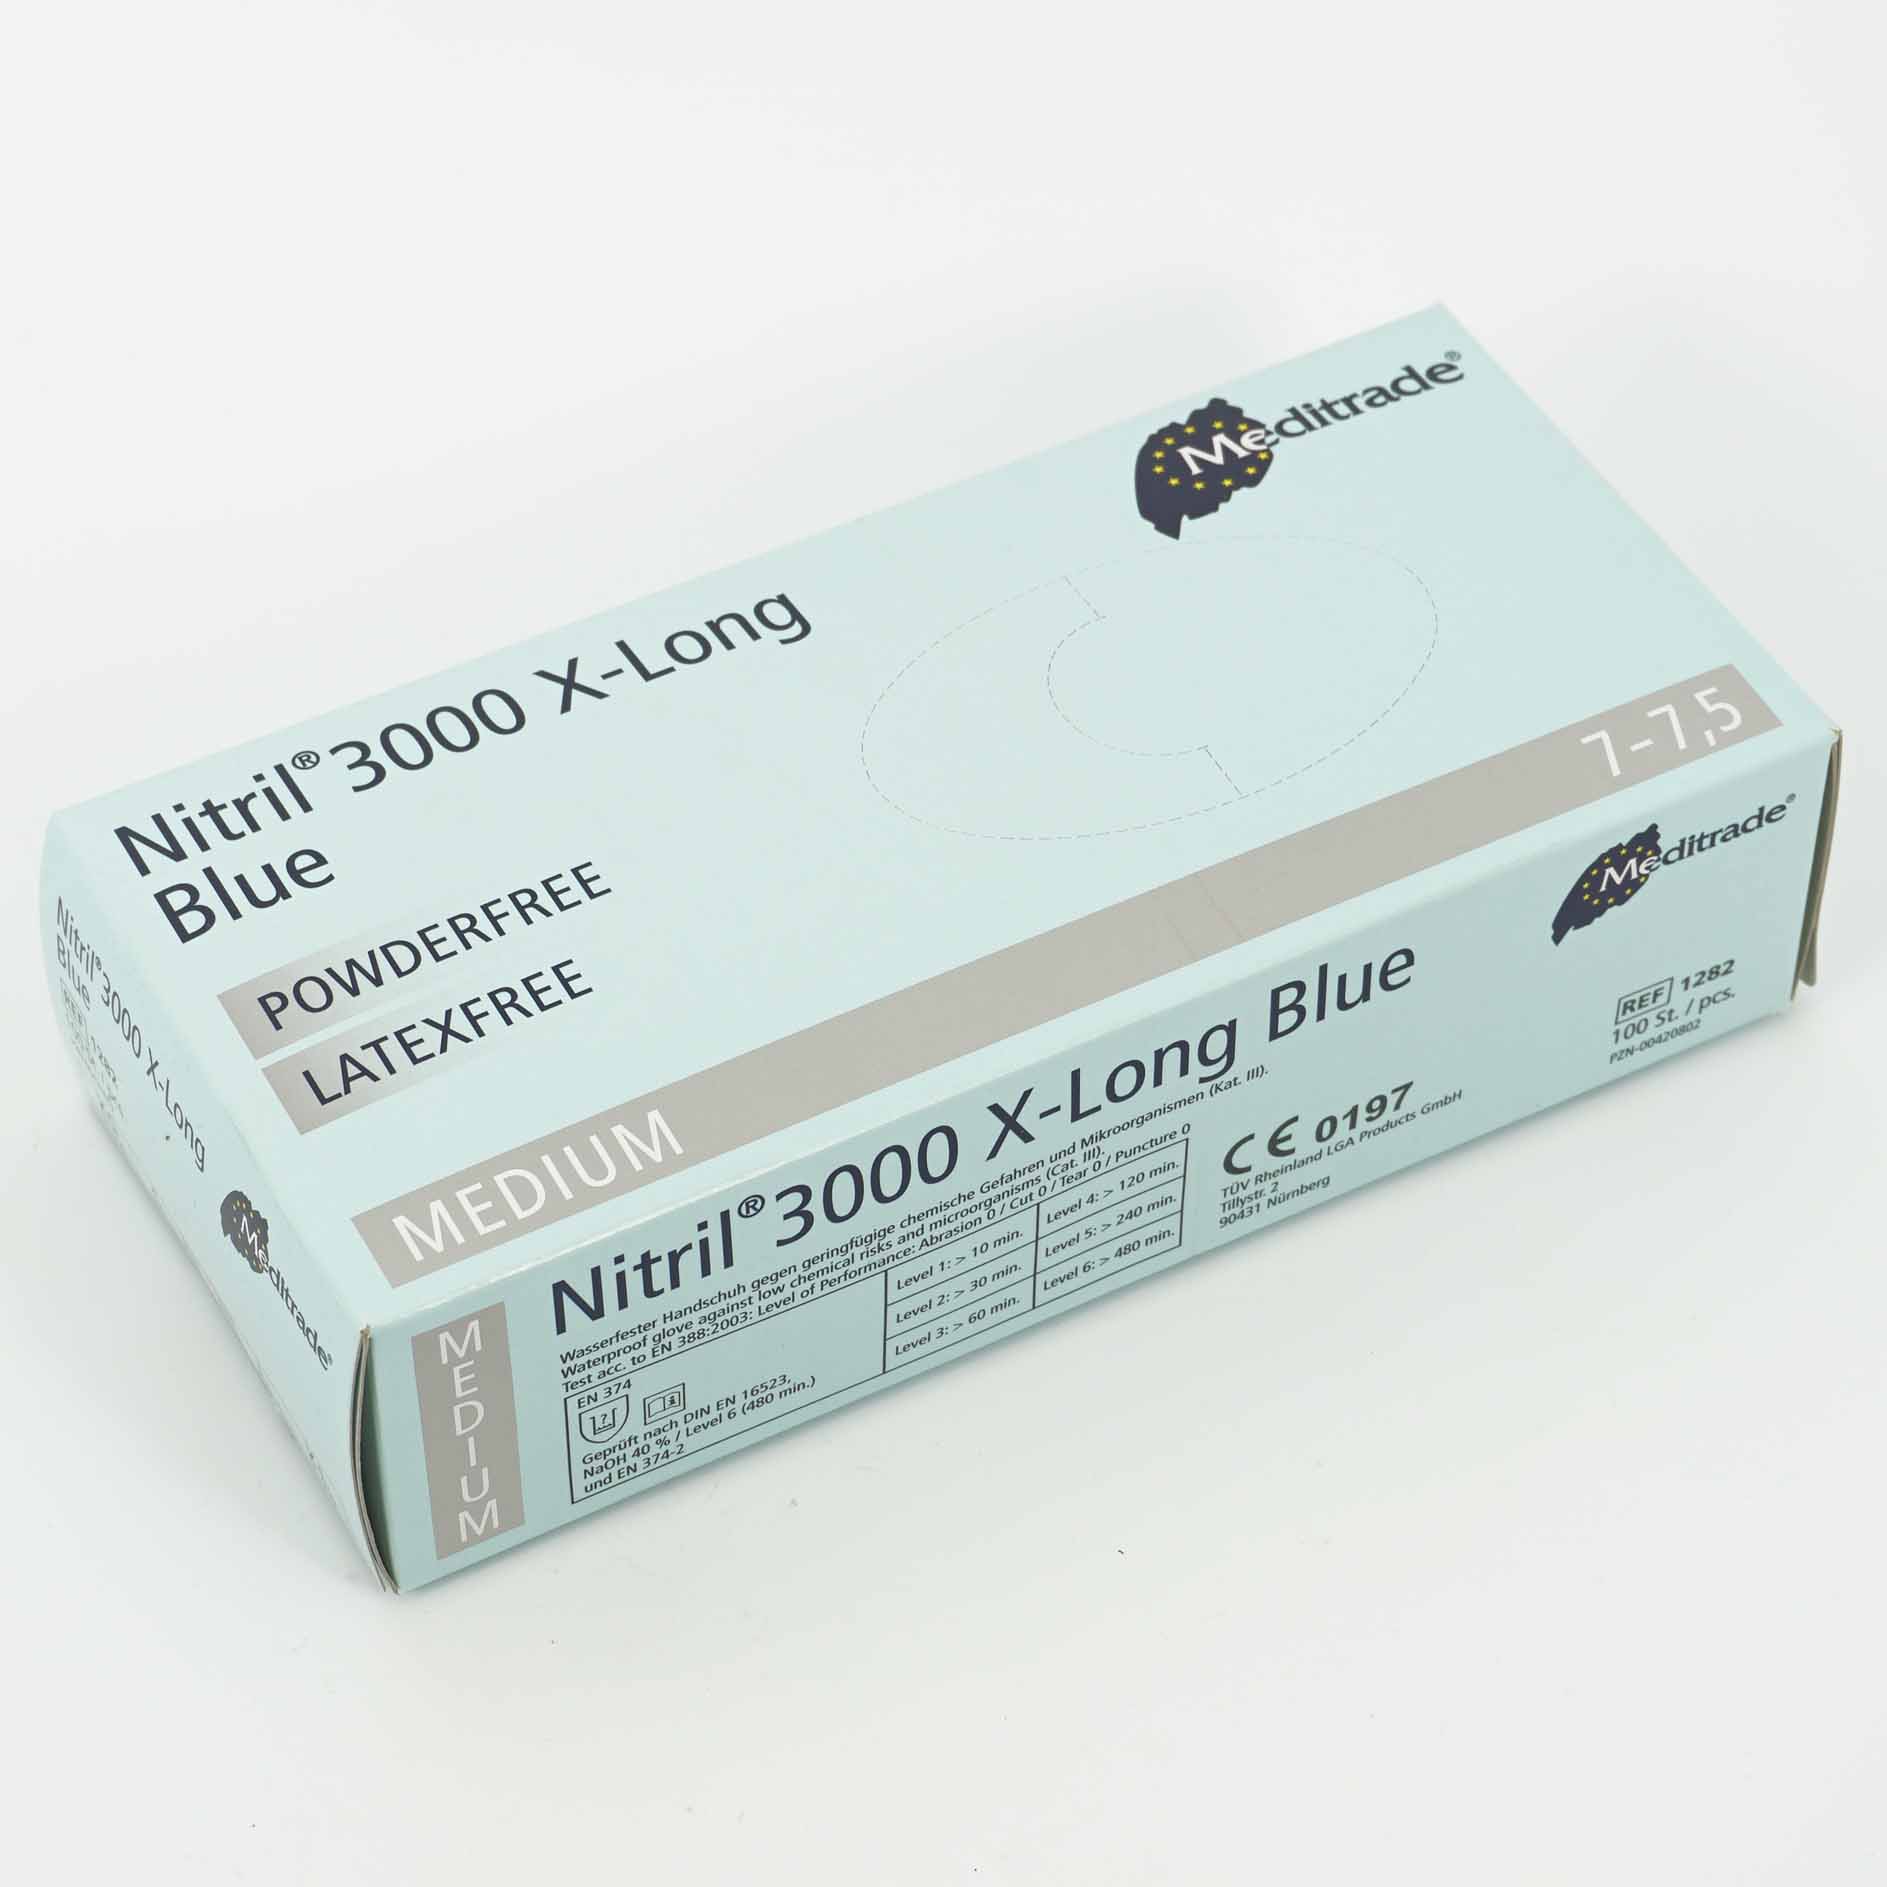 Meditrade®
Nitril® 3000 X-Long
Blue
POWDERFREE
LATEXFREE
MEDIUM
7-7,5
Nitril® 3000 X-Long
Blue
REF 1282
Meditrade®
MEDIUM
Nitril® 3000 X-Long Blue
Wasserfester Handschuh gegen geringfügige chemische Gefahren und Mikroorganismen (Kat. III).
Waterproof glove against low chemical risks and microorganisms (Cat. III).
Test acc. to EN 388:2003: Level of Performance: Abrasion 0 / Cut 0 / Tear 0 / Puncture 0
EN 374
Geprüft nach DIN EN 16523,
NaOH 40 % / Level 6 (480 min.)
und EN 374-2
Level 1: > 10 min.
Level 2: > 30 min.
Level 3: > 60 min.
Level 4: > 120 min.
Level 5: > 240 min.
Level 6: > 480 min.
CE 0197
TÜV Rheinland LGA Products GmbH
Tillystr. 2
90431 Nürnberg
Meditrade®
REF 1282
100 St. / pcs.
PZN-00420802